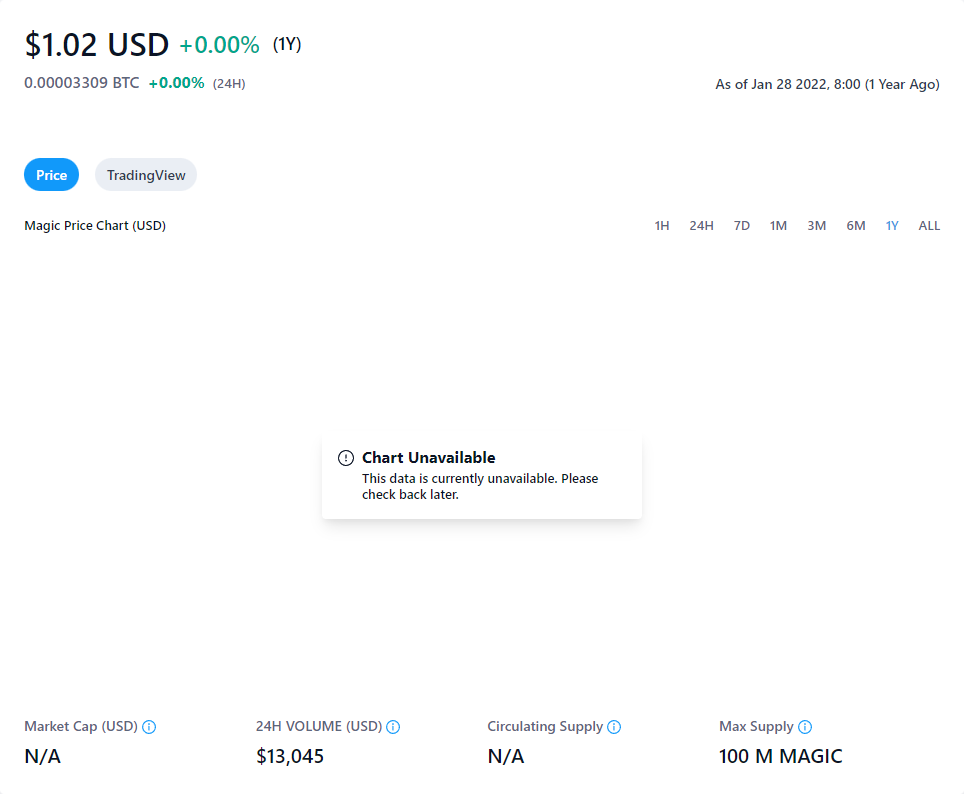 $1.02 USD +0.00% (1Y)
0.00003309 BTC +0.00% (24H)
As of Jan 28 2022, 8:00 (1 Year Ago)
Price TradingView
Magic Price Chart (USD)
1H 24H 7D 1M 3M 6M 1Y ALL
Chart Unavailable
This data is currently unavailable. Please
check back later.
Market Cap (USD) 24H VOLUME (USD) Circulating Supply Max Supply
N/A $13,045 N/A 100 M MAGIC